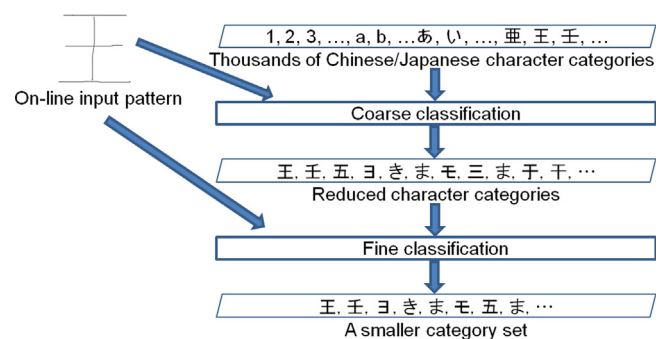 1, 2, 3, ..., a, b, ...あ, い, ..., 亜, 王, 壬, ...
Thousands of Chinese/Japanese character categories
王
On-line input pattern
Coarse classification
王, 壬, 五, ヨ, き, ま, モ, 三, ま, 于, 干, ...
Reduced character categories
Fine classification
王, 壬, ヨ, き, ま, モ, 五, ま, ...
A smaller category set